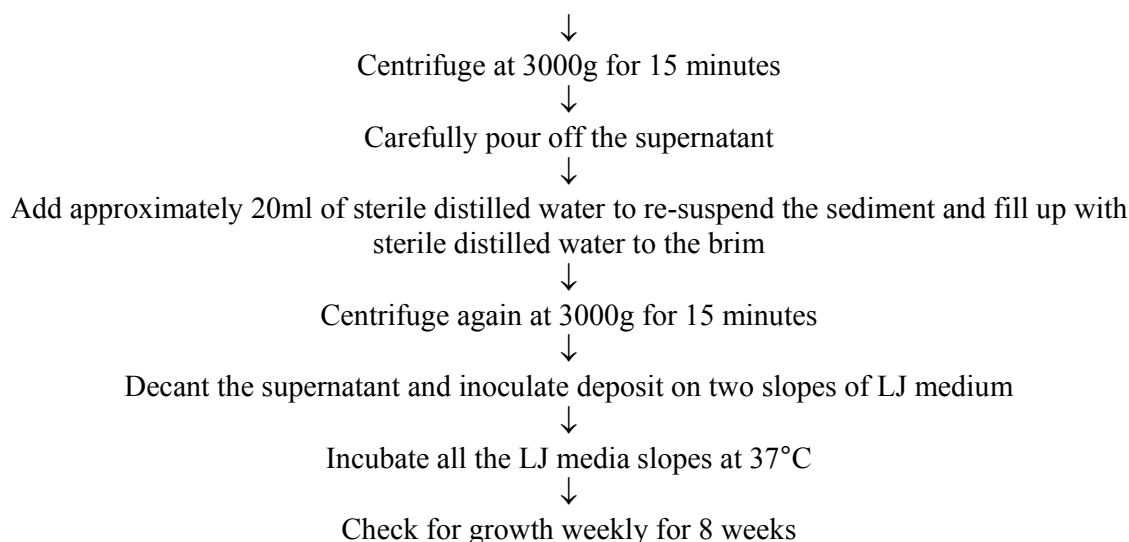 ↓
Centrifuge at 3000g for 15 minutes
↓
Carefully pour off the supernatant
↓
Add approximately 20ml of sterile distilled water to re-suspend the sediment and fill up with
sterile distilled water to the brim
↓
Centrifuge again at 3000g for 15 minutes
↓
Decant the supernatant and inoculate deposit on two slopes of LJ medium
↓
Incubate all the LJ media slopes at 37°C
↓
Check for growth weekly for 8 weeks